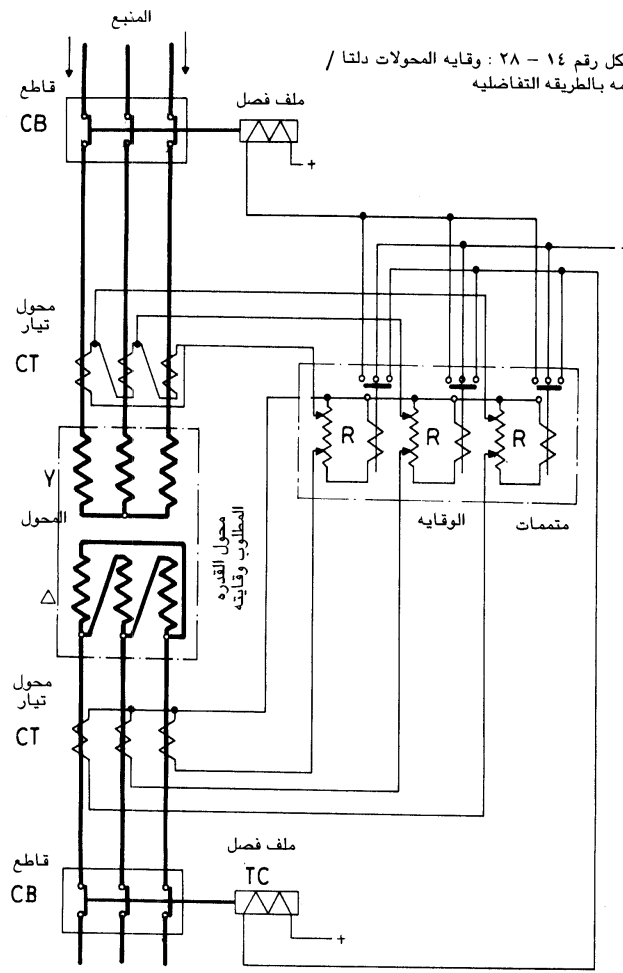 المنبع
كل رقم ١٤ – ٢٨ : وقايه المحولات دلتا /
مه بالطريقه التفاضليه
قاطع
CB
ملف فصل
+
محول
تيار
CT
R
R
R
Y
المحول
△
متممات
الوقايه
محول القدره
المطلوب وقايته
محول
تيار
CT
قاطع
CB
ملف فصل
TC
+